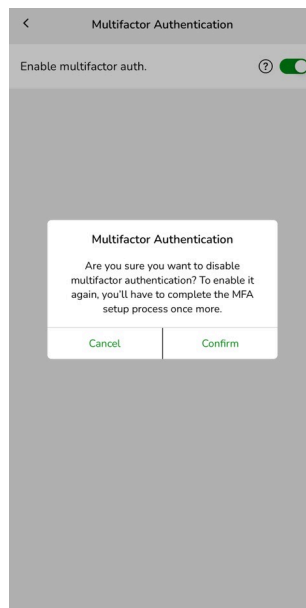 Multifactor Authentication
Enable multifactor auth. ?
Multifactor Authentication
Are you sure you want to disable
multifactor authentication? To enable it
again, you'll have to complete the MFA
setup process once more.
Cancel Confirm